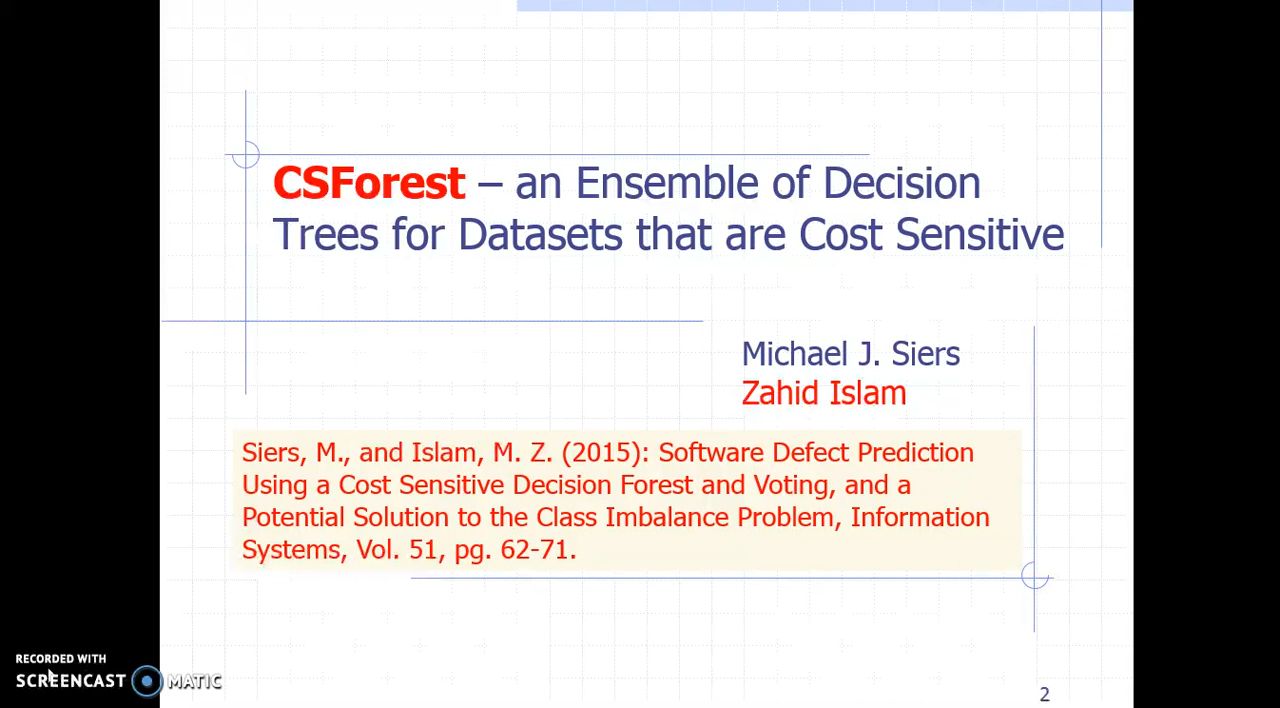 CSForest – an Ensemble of Decision
Trees for Datasets that are Cost Sensitive
Michael J. Siers
Zahid Islam
Siers, M., and Islam, M. Z. (2015): Software Defect Prediction
Using a Cost Sensitive Decision Forest and Voting, and a
Potential Solution to the Class Imbalance Problem, Information
Systems, Vol. 51, pg. 62-71.
RECORDED WITH
SCREENCAST MATIC
2